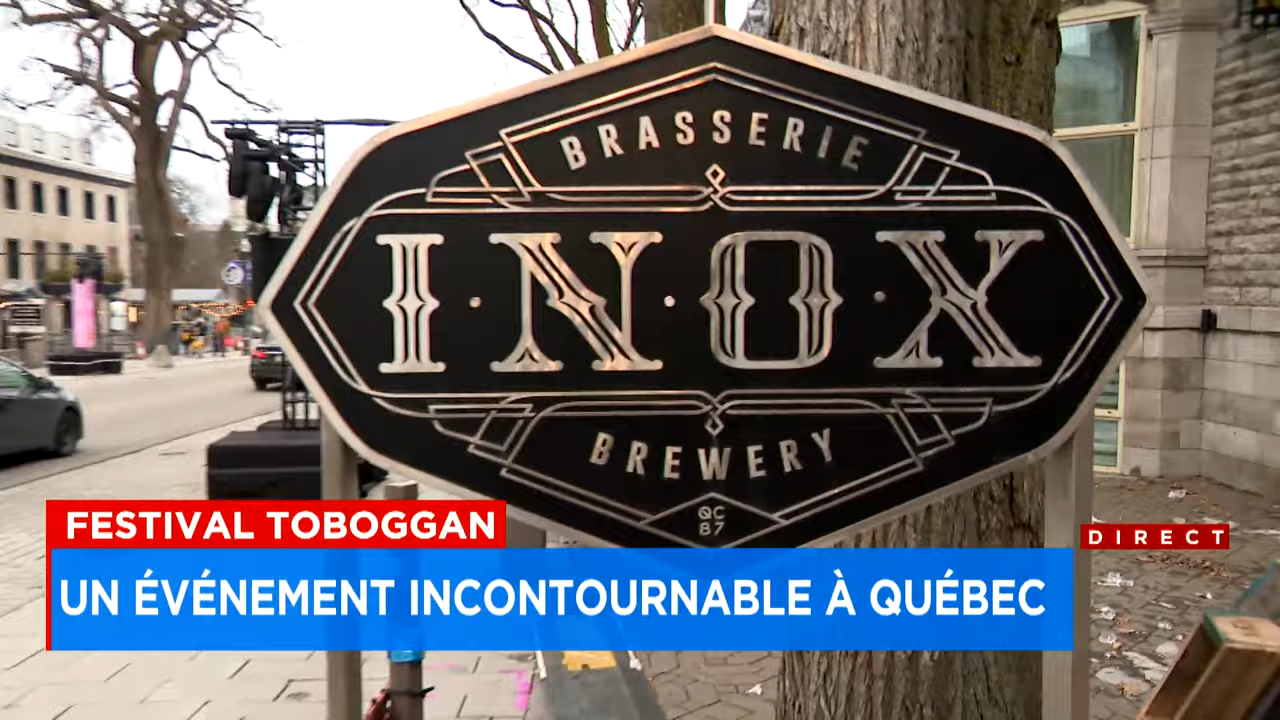 BRASSERIE
I·N·O·X
BREWERY
QC
87
FESTIVAL TOBOGGAN
DIRECT
UN ÉVÉNEMENT INCONTOURNABLE À QUÉBEC